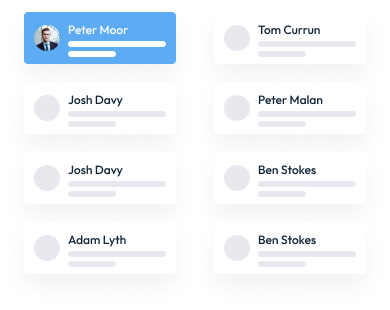 Peter Moor
Tom Currun
Josh Davy
Peter Malan
Josh Davy
Ben Stokes
Adam Lyth
Ben Stokes